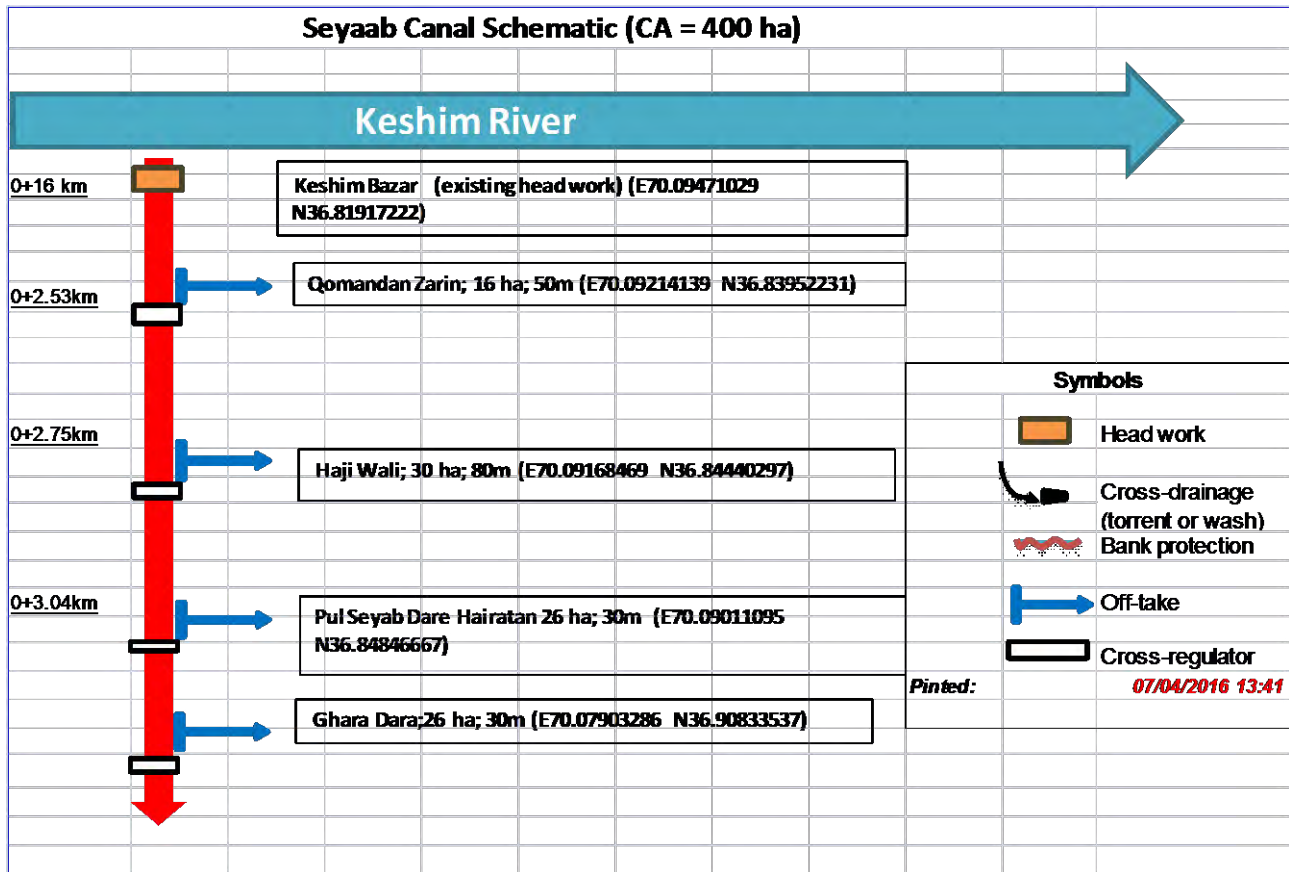 Seyaab Canal Schematic (CA = 400 ha)
Keshim River
0+16 km
Keshim Bazar (existing head work) (E70.09471029
N36.81917222)
Qomandan Zarin; 16 ha; 50m (E70.09214139 N36.83952231)
0+2.53km
0+2.75km
Haji Wali; 30 ha; 80m (E70.09168469 N36.84440297)
0+3.04km
Pul Seyab Dare Hairatan 26 ha; 30m (E70.09011095
N36.84846667)
Ghara Dara;26 ha; 30m (E70.07903286 N36.90833537)
Symbols
Head work
Cross-drainage
(torrent or wash)
Bank protection
Off-take
Cross-regulator
Pinted: 07/04/2016 13:41